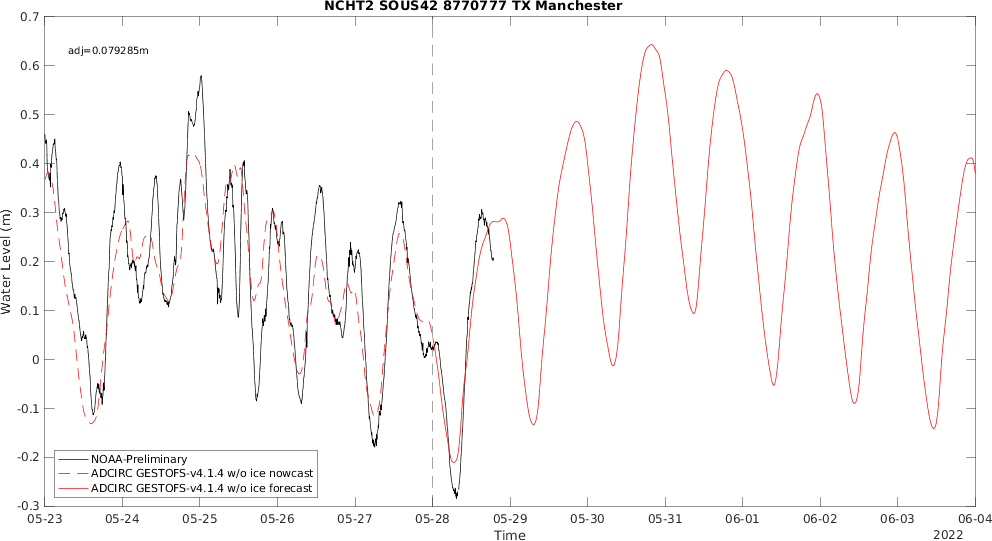 NCHT2 SOUS42 8770777 TX Manchester
adj=0.079285m
Water Level (m)
0.7
0.6
0.5
0.4
0.3
0.2
0.1
0
-0.1
-0.2
-0.3
NOAA-Preliminary
ADCIRC GESTOFS-v4.1.4 w/o ice nowcast
ADCIRC GESTOFS-v4.1.4 w/o ice forecast
05-23 05-24 05-25 05-26 05-27 05-28 05-29 05-30 05-31 06-01 06-02 06-03 06-04
Time
2022